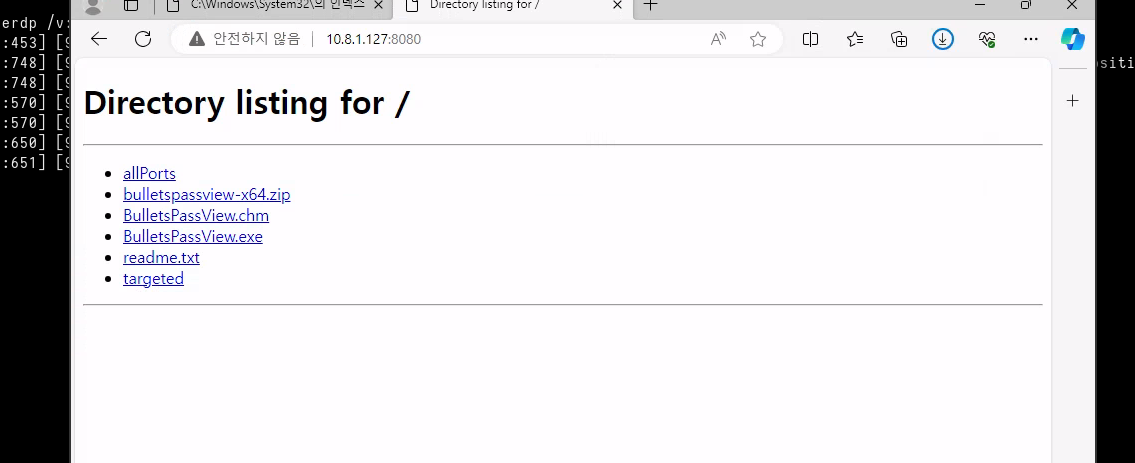 C:\Windows\System32\의 인덱스
Directory listing for /
erdp /v:
:453] [9
안전하지 않음 | 10.8.1.127:8080
:748] [9
:748] [9
:570] [9
:570] [9
:650] [9
:651] [9
Directory listing for /
allPorts
bulletspassview-x64.zip
BulletsPassView.chm
BulletsPassView.exe
readme.txt
targeted